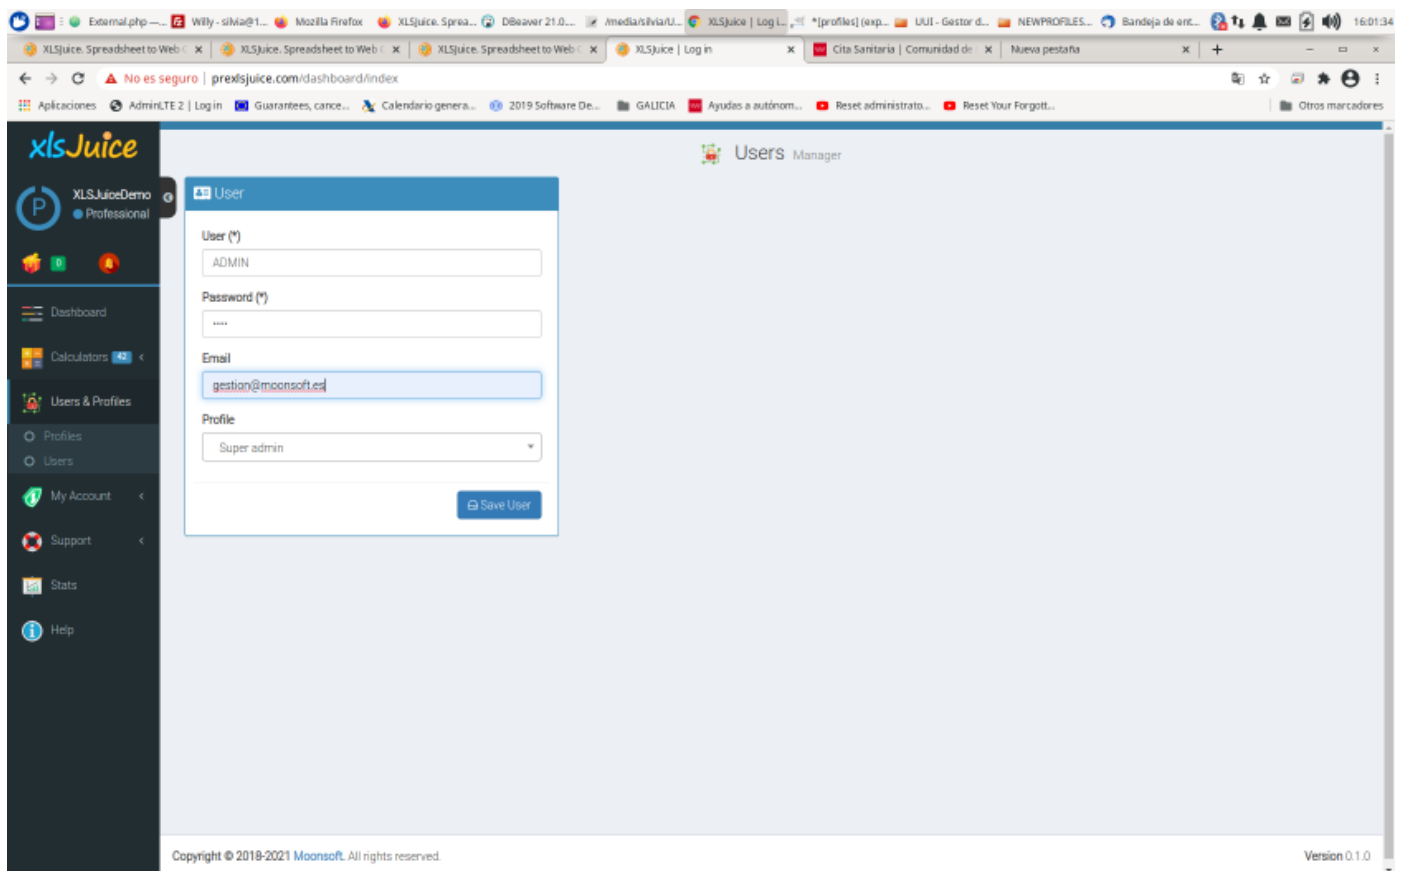 External.php —... Willy - silvia@1... Mozilla Firefox XLSJuice. Sprea... DBeaver 21.0.... /media/silvia/U... XLSJuice | Log i... *[profiles] (exp... UUI - Gestor d... NEWPROFILES... Bandeja de ent... 16:01:34
XLSJuice. Spreadsheet to Web C XLSJuice. Spreadsheet to Web C XLSJuice. Spreadsheet to Web C XLSJuice | Log in Cita Sanitaria | Comunidad de Nueva pestaña
No es seguro | prexlsjuice.com/dashboard/index
Aplicaciones AdminLTE 2 | Log in Guarantees, cance... Calendario genera... 2019 Software De... GALICIA Ayudas a autónom... Reset administrato... Reset Your Forgott... Otros marcadores
xlsJuice
Users Manager
P XLSJuiceDemo
Professional
0
Dashboard
Calculators 42
Users & Profiles
Profiles
Users
My Account
Support
Stats
Help
User
User (*)
ADMIN
Password (*)
Email
gestion@moonsoft.es
Profile
Super admin
Save User
Copyright © 2018-2021 Moonsoft. All rights reserved.
Version 0.1.0